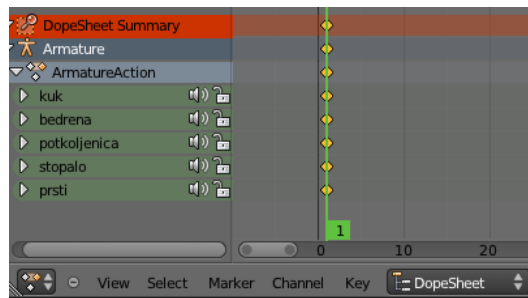 DopeSheet Summary
Armature
ArmatureAction
kuk
bedrena
potkoljenica
stopalo
prsti
1
0 10 20
View Select Marker Channel Key DopeSheet